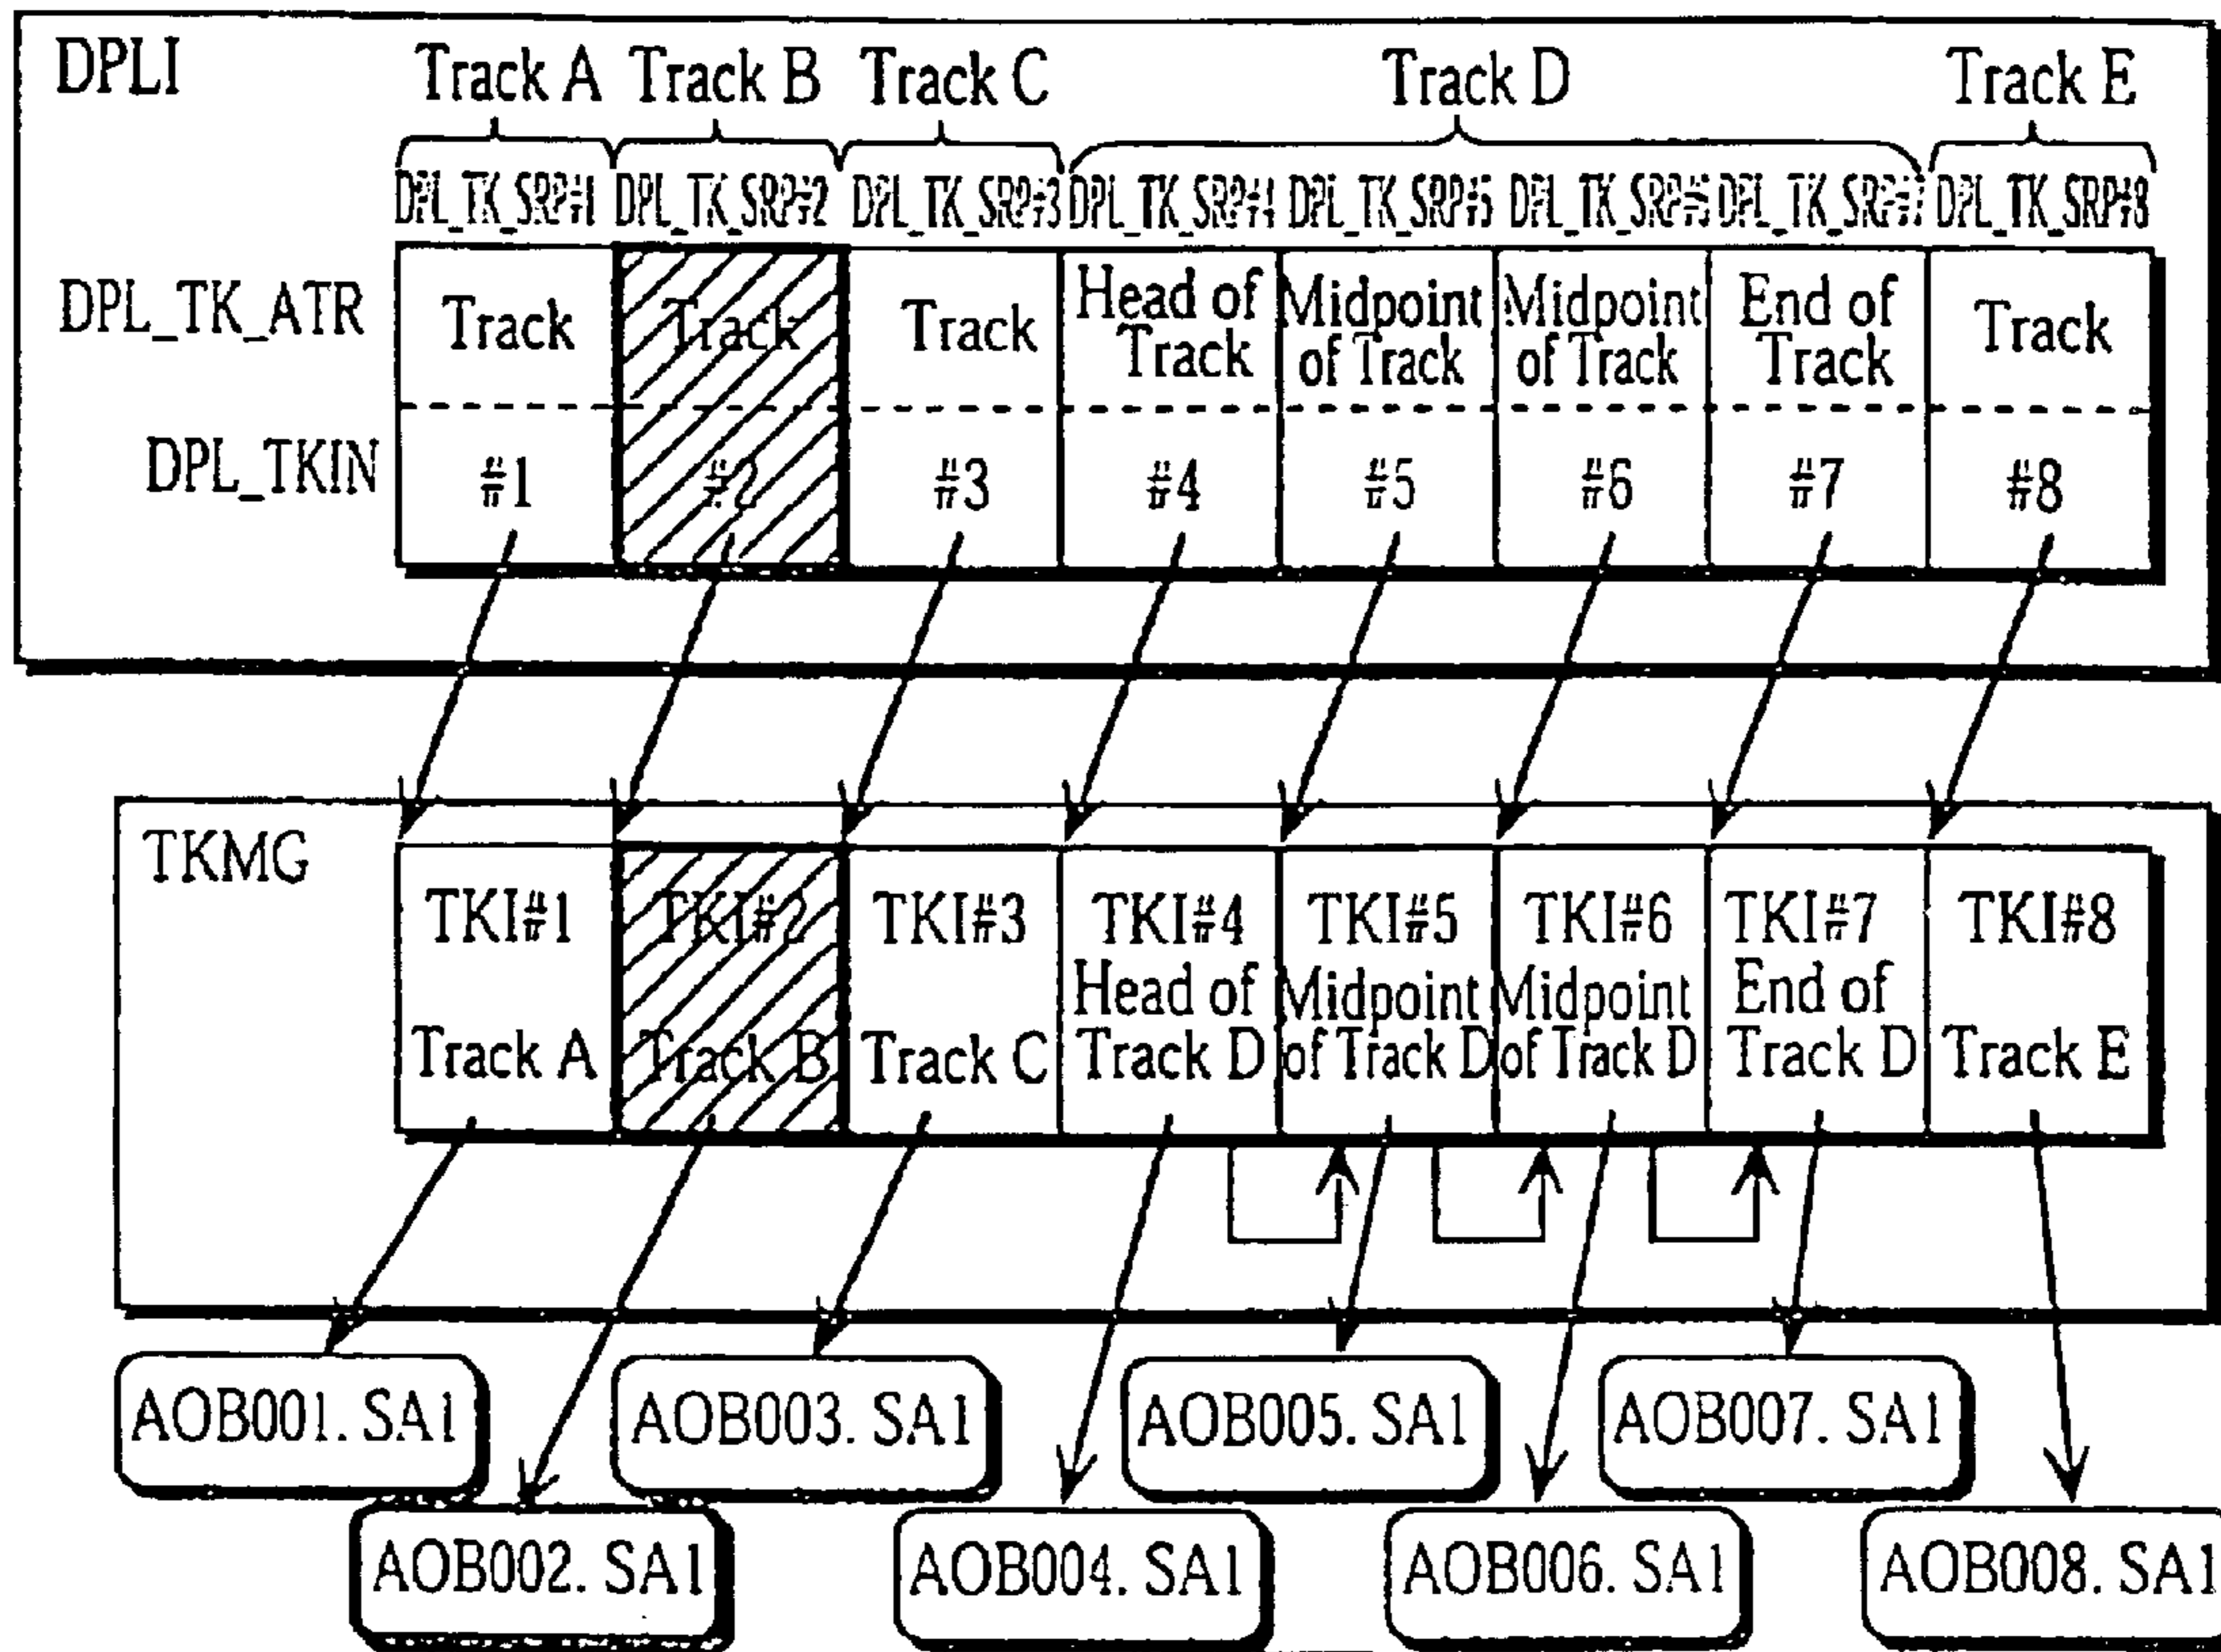 DPLI
Track A Track B Track C Track D Track E
DPL_TK_SRP#1 DPL_TK_SRP#2 DPL_TK_SRP#3 DPL_TK_SRP#4 DPL_TK_SRP#5 DPL_TK_SRP#6 DPL_TK_SRP#7 DPL_TK_SRP#8
DPL_TK_ATR
Track
Track
Track
Head of
Track
Midpoint
of Track
Midpoint
of Track
End of
Track
Track
DPL_TKIN #1 #2 #3 #4 #5 #6 #7 #8
TKMG
TKI#1
Track A
TKI#2
Track B
TKI#3
Track C
TKI#4
Head of
Track D
TKI#5
Midpoint
of Track D
TKI#6
Midpoint
of Track D
TKI#7
End of
Track D
TKI#8
Track E
AOB001. SA1 AOB003. SA1 AOB005. SA1 AOB007. SA1
AOB002. SA1 AOB004. SA1 AOB006. SA1 AOB008. SA1